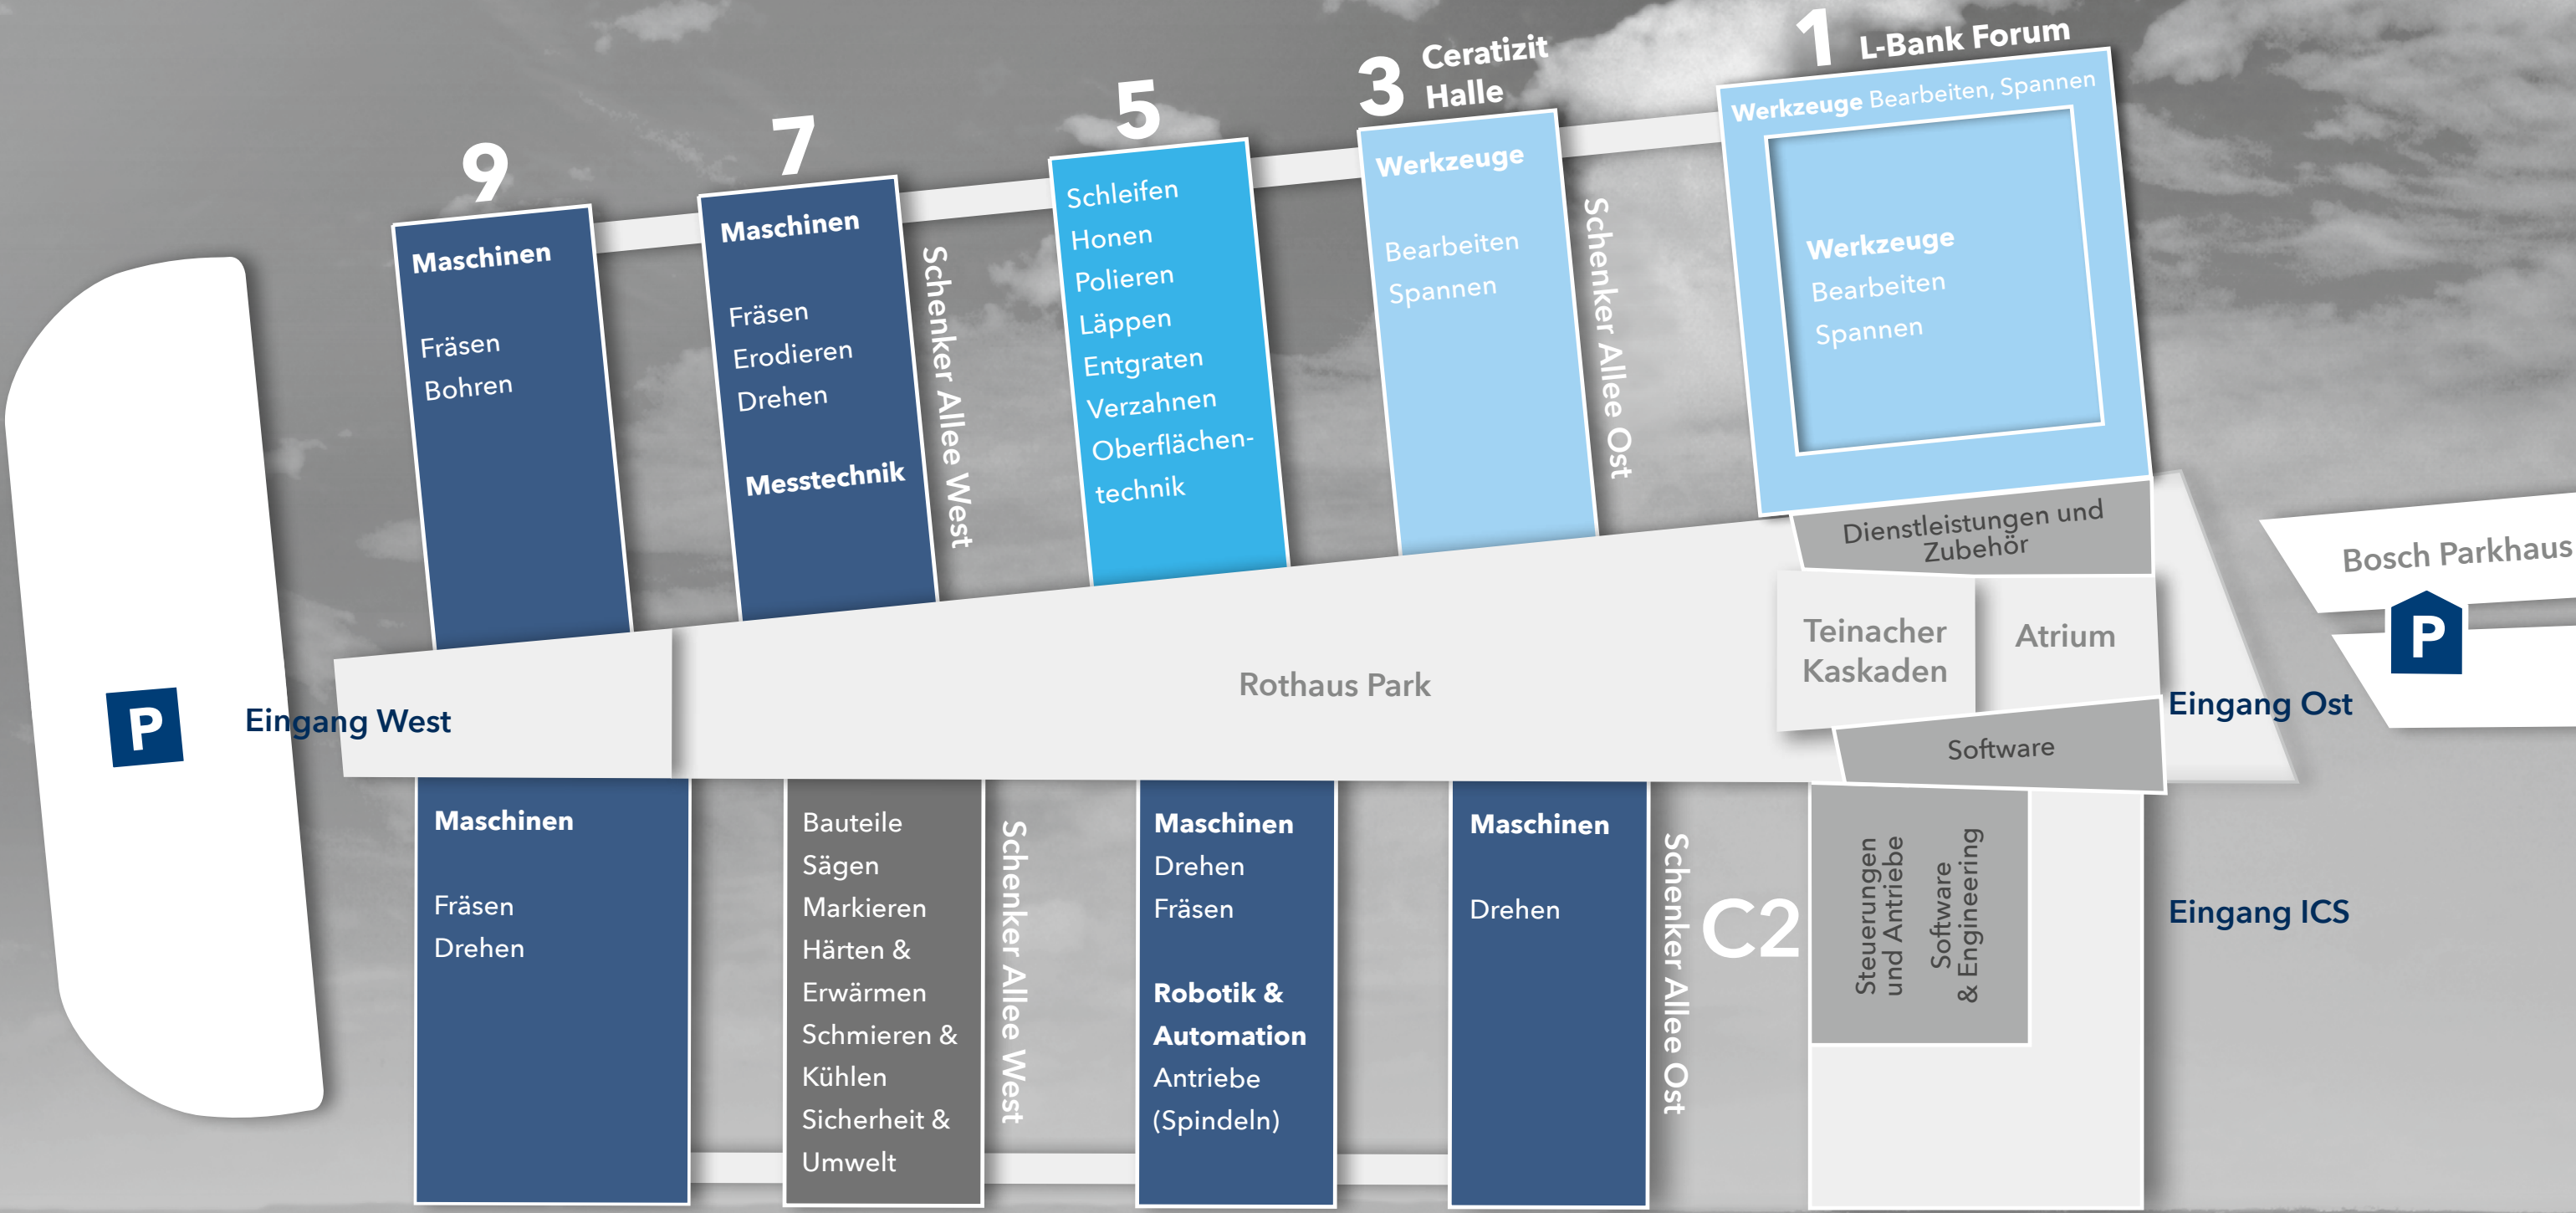 9
Maschinen
Fräsen
Bohren
7
Maschinen
Fräsen
Erodieren
Drehen
Messtechnik
Schenker Allee West
5
Schleifen
Honen
Polieren
Läppen
Entgraten
Verzahnen
Oberflächen-
technik
3
Ceratizit
Halle
Werkzeuge
Bearbeiten
Spannen
Schenker Allee Ost
1
L-Bank Forum
Werkzeuge Bearbeiten, Spannen
Werkzeuge
Bearbeiten
Spannen
Dienstleistungen und
Zubehör
Teinacher
Kaskaden
Atrium
Bosch Parkhaus
P
Rothaus Park
P
Eingang West
Eingang Ost
Software
Maschinen
Fräsen
Drehen
Bauteile
Sägen
Markieren
Härten &
Erwärmen
Schmieren &
Kühlen
Sicherheit &
Umwelt
Schenker Allee West
Maschinen
Drehen
Fräsen
Robotik &
Automation
Antriebe
(Spindeln)
Maschinen
Drehen
Schenker Allee Ost
C2
Steuerungen
und Antriebe
Software
& Engineering
Eingang ICS